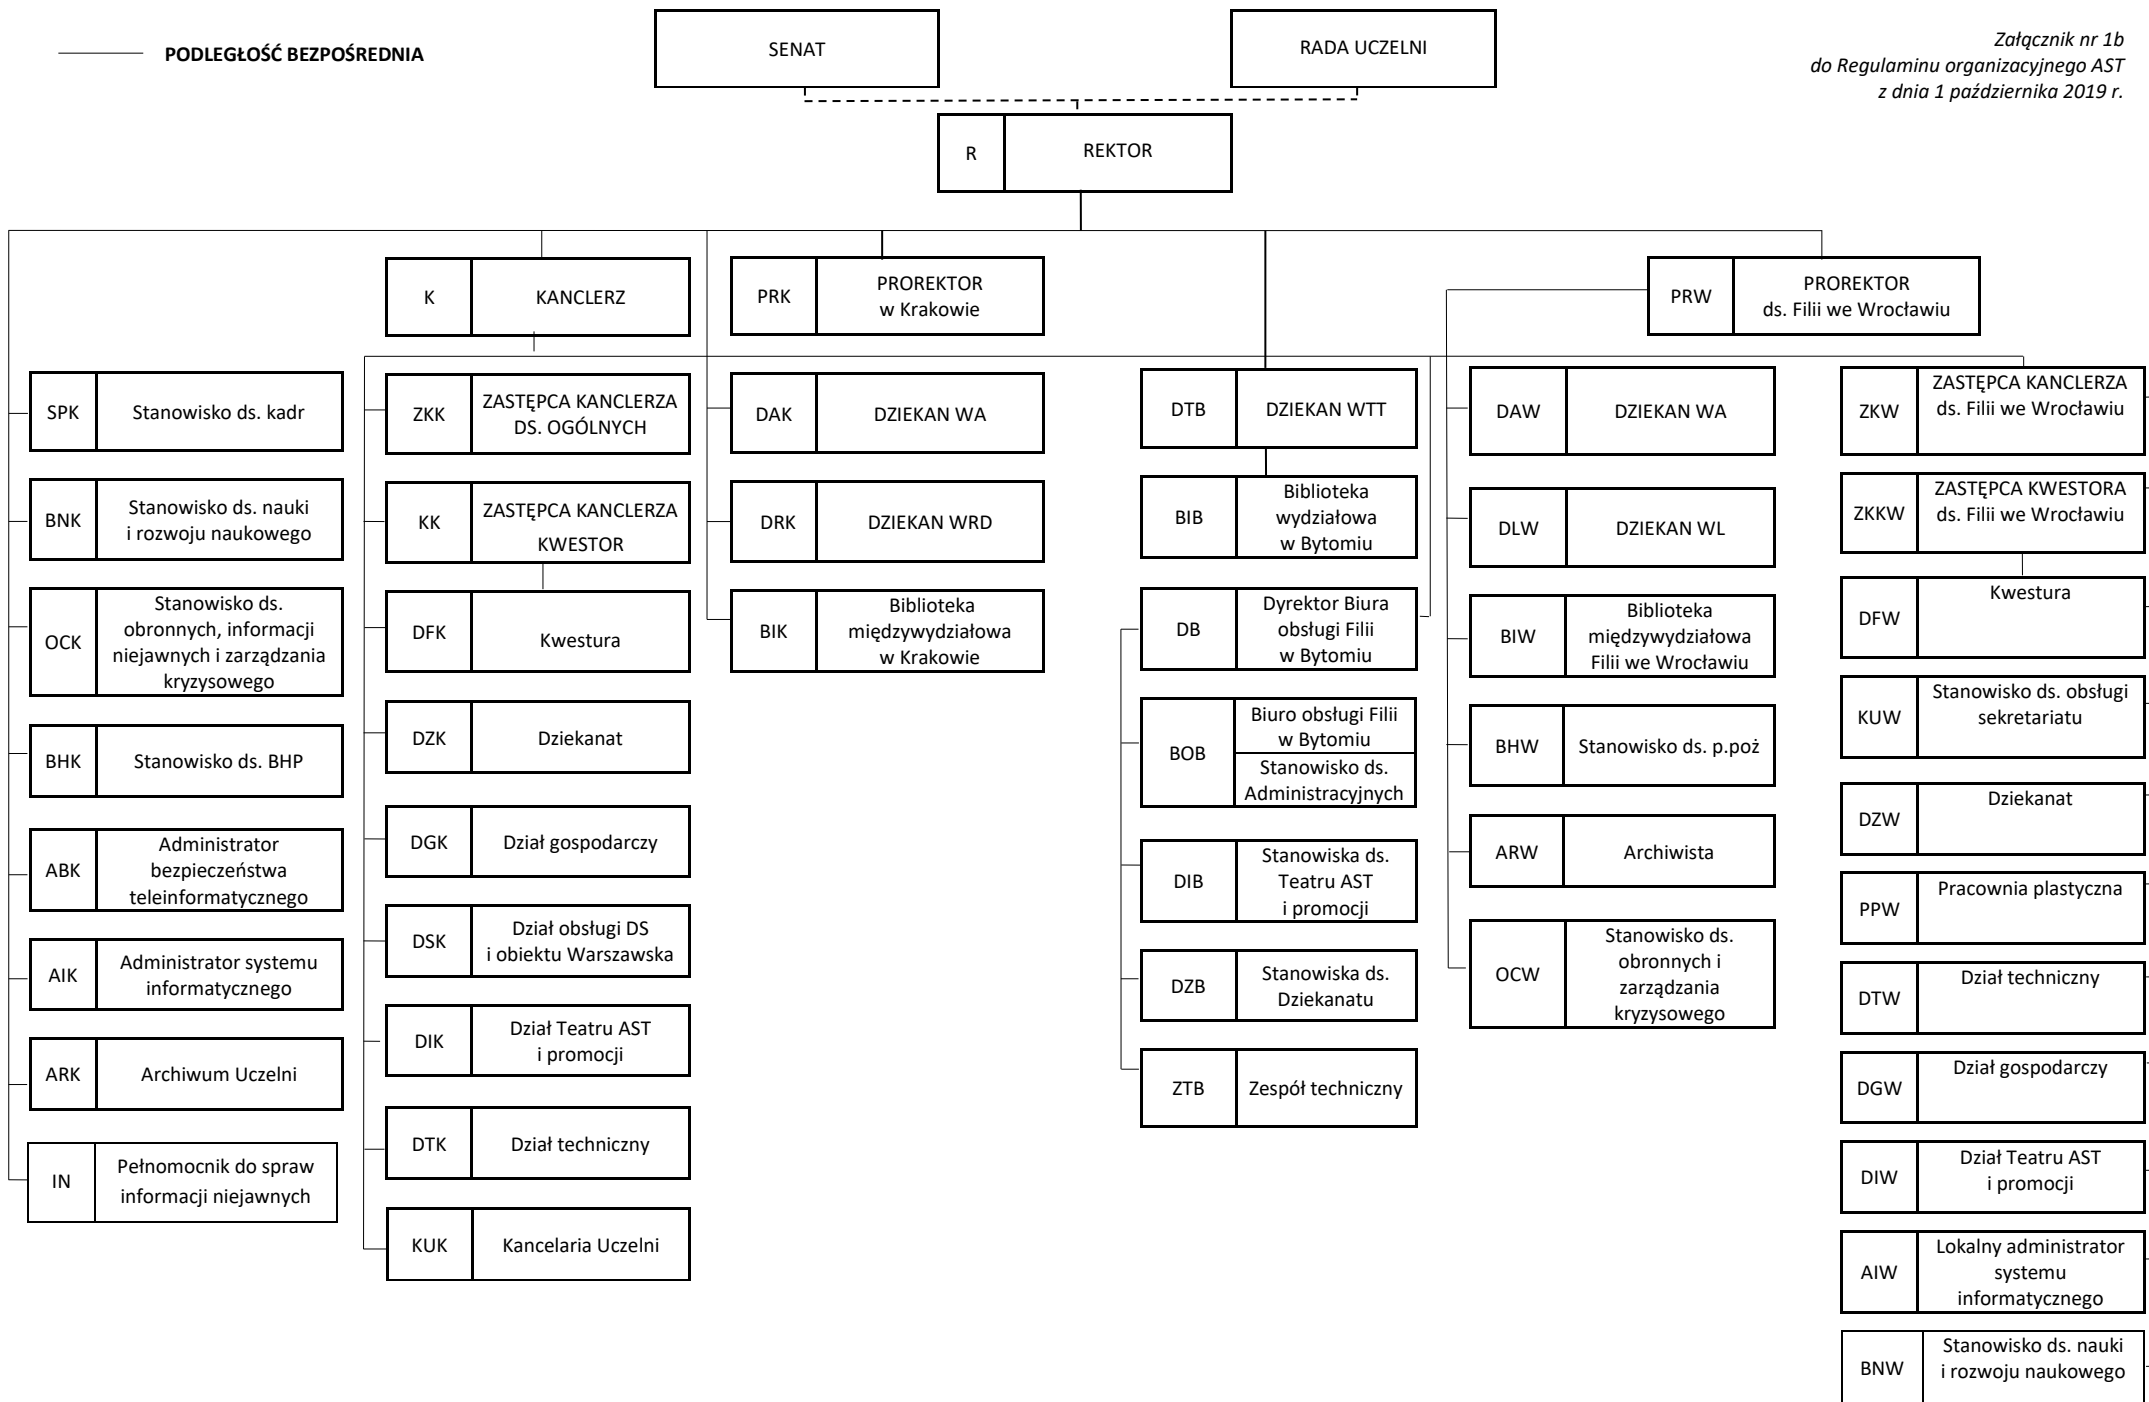 PODLEGŁOŚĆ BEZPOŚREDNIA
SENAT
RADA UCZELNI
Załącznik nr 1b
do Regulaminu organizacyjnego AST
z dnia 1 października 2019 r.
R
REKTOR
K
KANCLERZ
PRK
PROREKTOR
w Krakowie
PRW
PROREKTOR
ds. Filii we Wrocławiu
SPK
Stanowisko ds. kadr
BNK
Stanowisko ds. nauki
i rozwoju naukowego
OCK
Stanowisko ds.
obronnych, informacji
niejawnych i zarządzania
kryzysowego
BHK
Stanowisko ds. BHP
ABK
Administrator
bezpieczeństwa
teleinformatycznego
AIK
Administrator systemu
informatycznego
ARK
Archiwum Uczelni
IN
Pełnomocnik do spraw
informacji niejawnych
ZKK
ZASTĘPCA KANCLERZA
DS. OGÓLNYCH
KK
ZASTĘPCA KANCLERZA
KWESTOR
DFK
Kwestura
DZK
Dziekanat
DGK
Dział gospodarczy
DSK
Dział obsługi DS
i obiektu Warszawska
DIK
Dział Teatru AST
i promocji
DTK
Dział techniczny
KUK
Kancelaria Uczelni
DAK
DZIEKAN WA
DRK
DZIEKAN WRD
BIK
Biblioteka
międzywydziałowa
w Krakowie
DTB
DZIEKAN WTT
BIB
Biblioteka
wydziałowa
w Bytomiu
DB
Dyrektor Biura
obsługi Filii
w Bytomiu
BOB
Biuro obsługi Filii
w Bytomiu
Stanowisko ds.
Administracyjnych
DIB
Stanowiska ds.
Teatru AST
i promocji
DZB
Stanowiska ds.
Dziekanatu
ZTB
Zespół techniczny
DAW
DZIEKAN WA
DLW
DZIEKAN WL
BIW
Biblioteka
międzywydziałowa
Filii we Wrocławiu
BHW
Stanowisko ds. p.poż
ARW
Archiwista
OCW
Stanowisko ds.
obronnych i
zarządzania
kryzysowego
ZKW
ZASTĘPCA KANCLERZA
ds. Filii we Wrocławiu
ZKKW
ZASTĘPCA KWESTORA
ds. Filii we Wrocławiu
DFW
Kwestura
KUW
Stanowisko ds. obsługi
sekretariatu
DZW
Dziekanat
PPW
Pracownia plastyczna
DTW
Dział techniczny
DGW
Dział gospodarczy
DIW
Dział Teatru AST
i promocji
AIW
Lokalny administrator
systemu
informatycznego
BNW
Stanowisko ds. nauki
i rozwoju naukowego